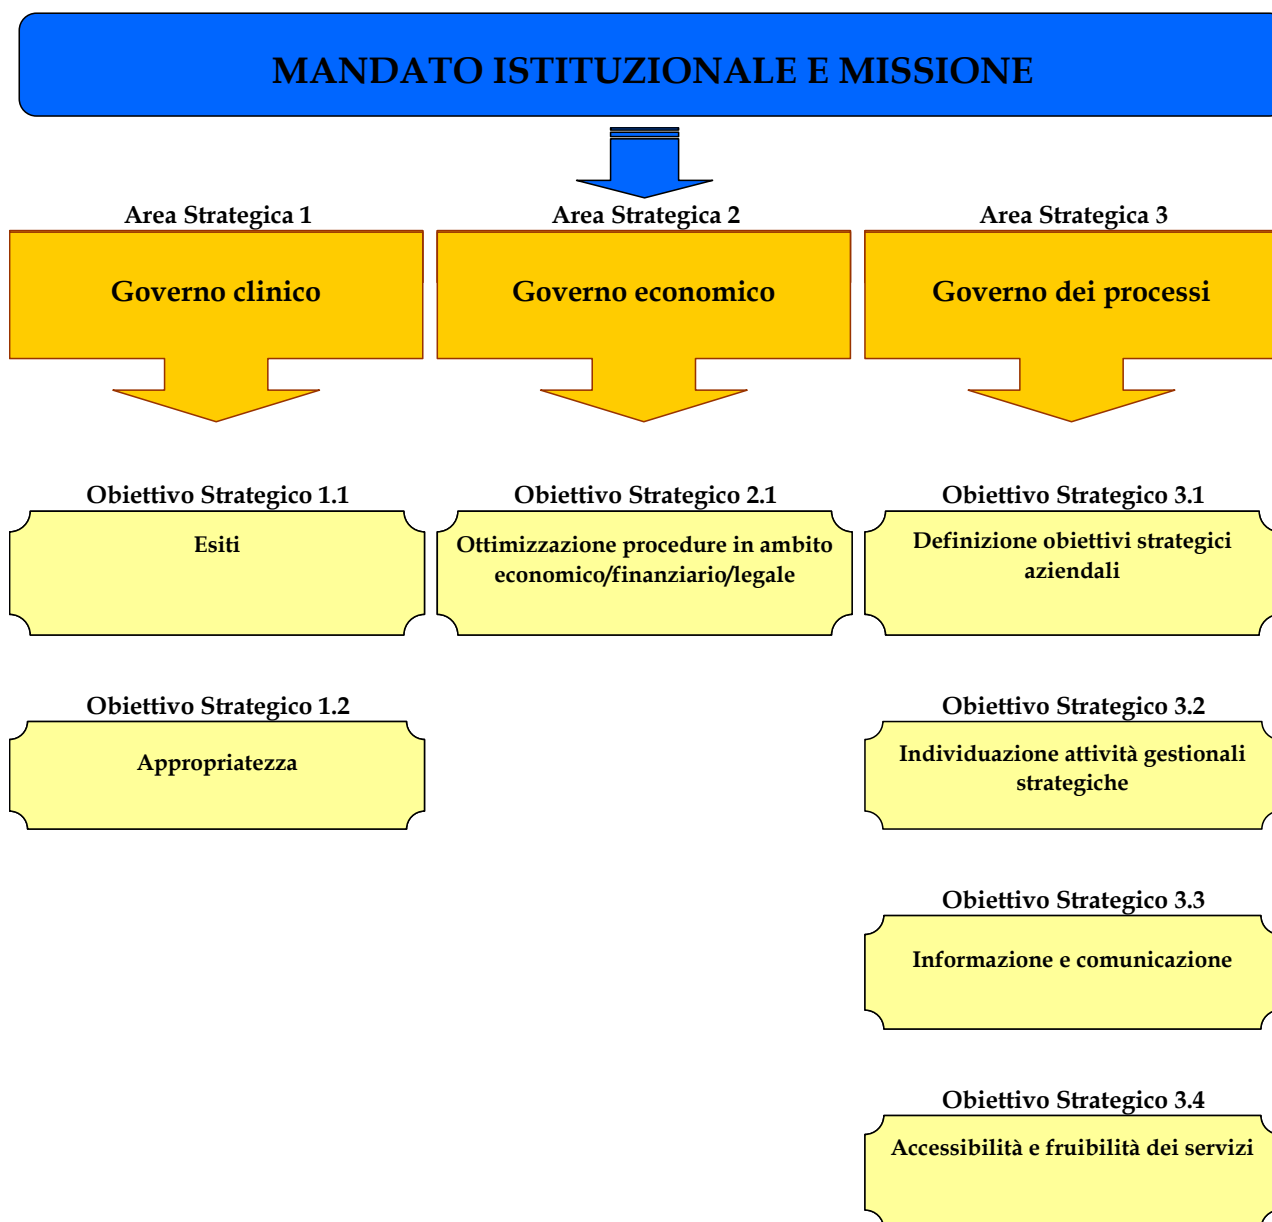 MANDATO ISTITUZIONALE E MISSIONE
Area Strategica 1
Governo clinico
Area Strategica 2
Governo economico
Area Strategica 3
Governo dei processi
Obiettivo Strategico 1.1
Esiti
Obiettivo Strategico 2.1
Ottimizzazione procedure in ambito
economico/finanziario/legale
Obiettivo Strategico 3.1
Definizione obiettivi strategici
aziendali
Obiettivo Strategico 1.2
Appropriatezza
Obiettivo Strategico 3.2
Individuazione attività gestionali
strategiche
Obiettivo Strategico 3.3
Informazione e comunicazione
Obiettivo Strategico 3.4
Accessibilità e fruibilità dei servizi